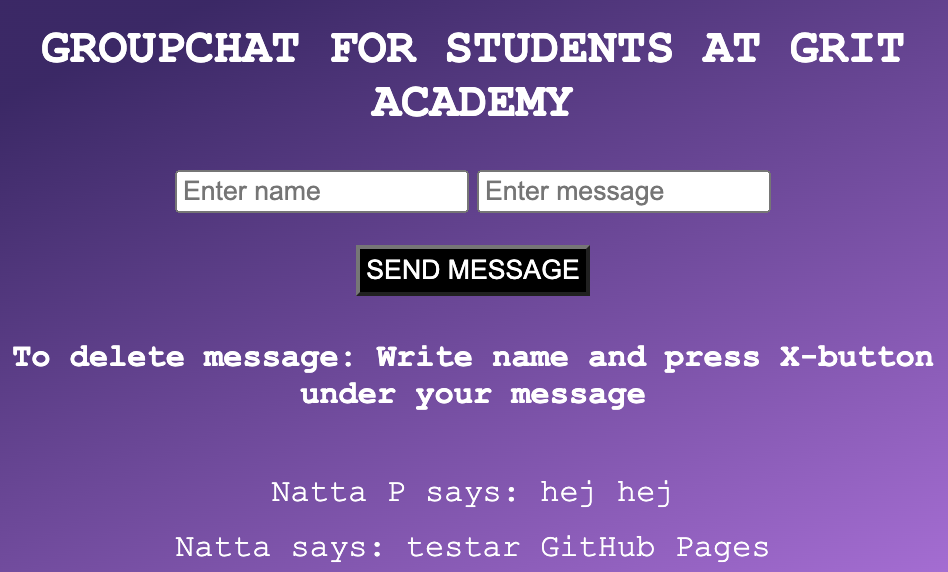 GROUPCHAT FOR STUDENTS AT GRIT
ACADEMY
Enter name Enter message
SEND MESSAGE
To delete message: Write name and press X-button
under your message
Natta P says: hej hej
Natta says: testar GitHub Pages